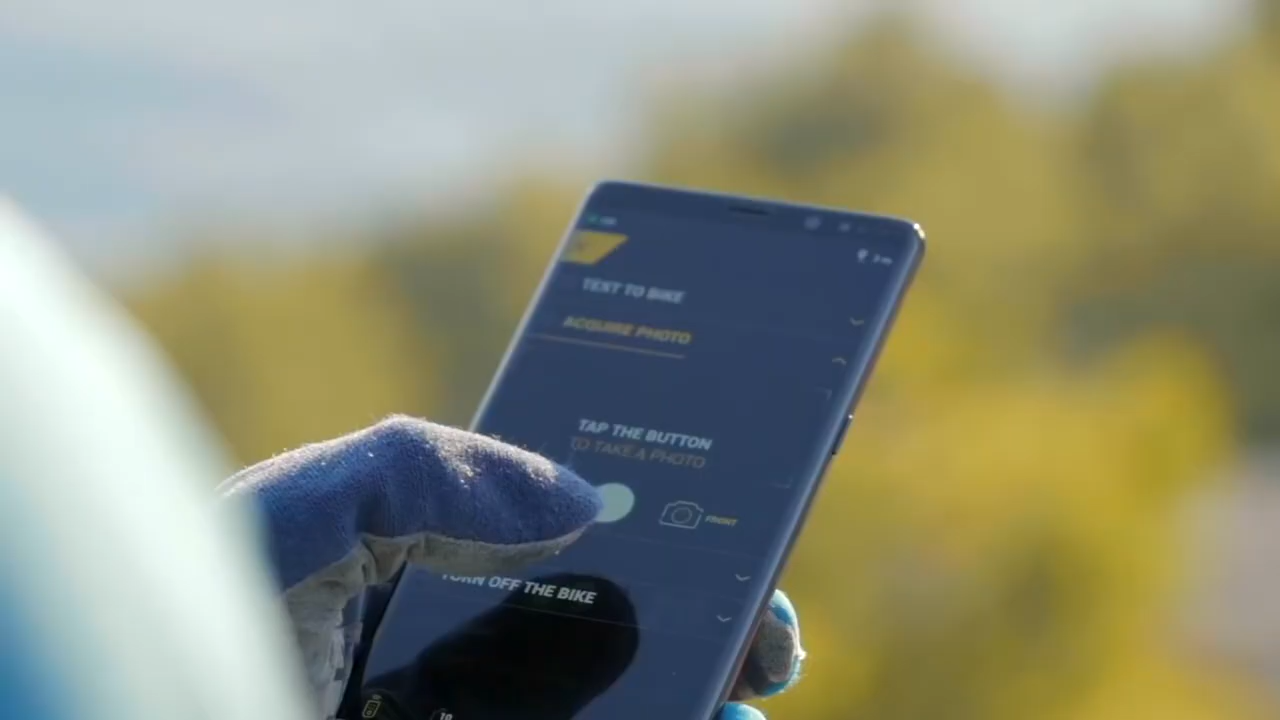 TEXT TO BIKE
ACQUIRE PHOTO
TAP THE BUTTON
TO TAKE A PHOTO
FRONT
TURN OFF THE BIKE